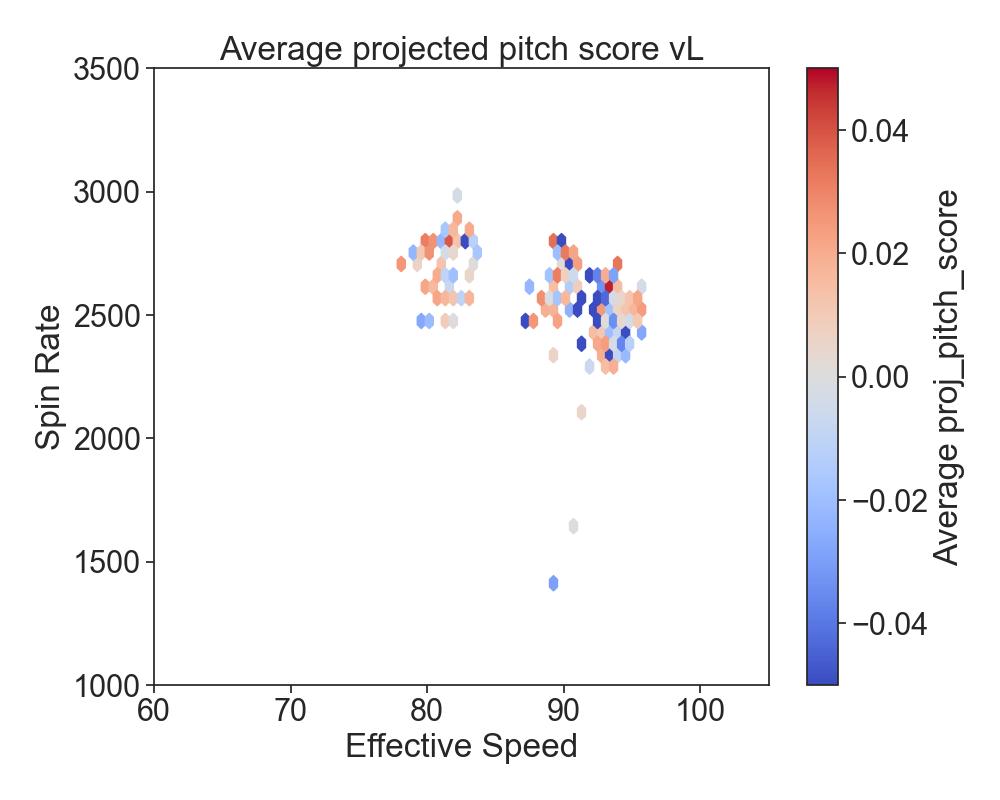 Average projected pitch score vL
3500
3000
2500
2000
1500
1000
Spin Rate
60 70 80 90 100
Effective Speed
0.04
0.02
0.00
−0.02
−0.04
Average proj_pitch_score